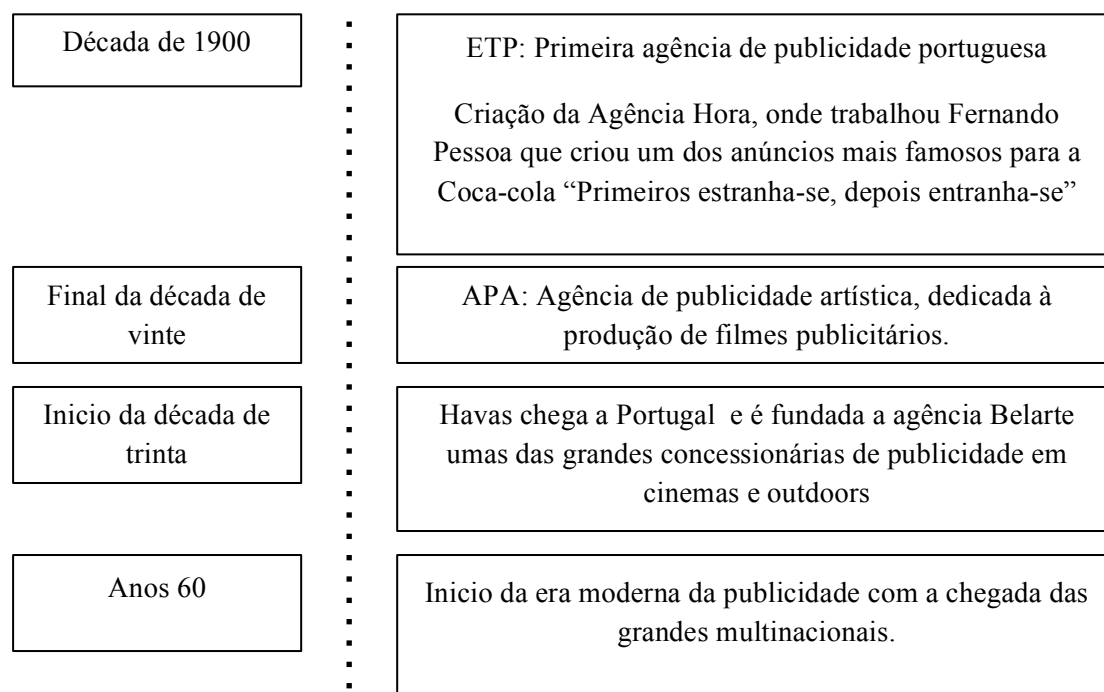 Década de 1900
ETP: Primeira agência de publicidade portuguesa
Criação da Agência Hora, onde trabalhou Fernando
Pessoa que criou um dos anúncios mais famosos para a
Coca-cola “Primeiros estranha-se, depois entranha-se”
Final da década de
vinte
APA: Agência de publicidade artística, dedicada à
produção de filmes publicitários.
Inicio da década de
trinta
Havas chega a Portugal e é fundada a agência Belarte
umas das grandes concessionárias de publicidade em
cinemas e outdoors
Anos 60
Inicio da era moderna da publicidade com a chegada das
grandes multinacionais.